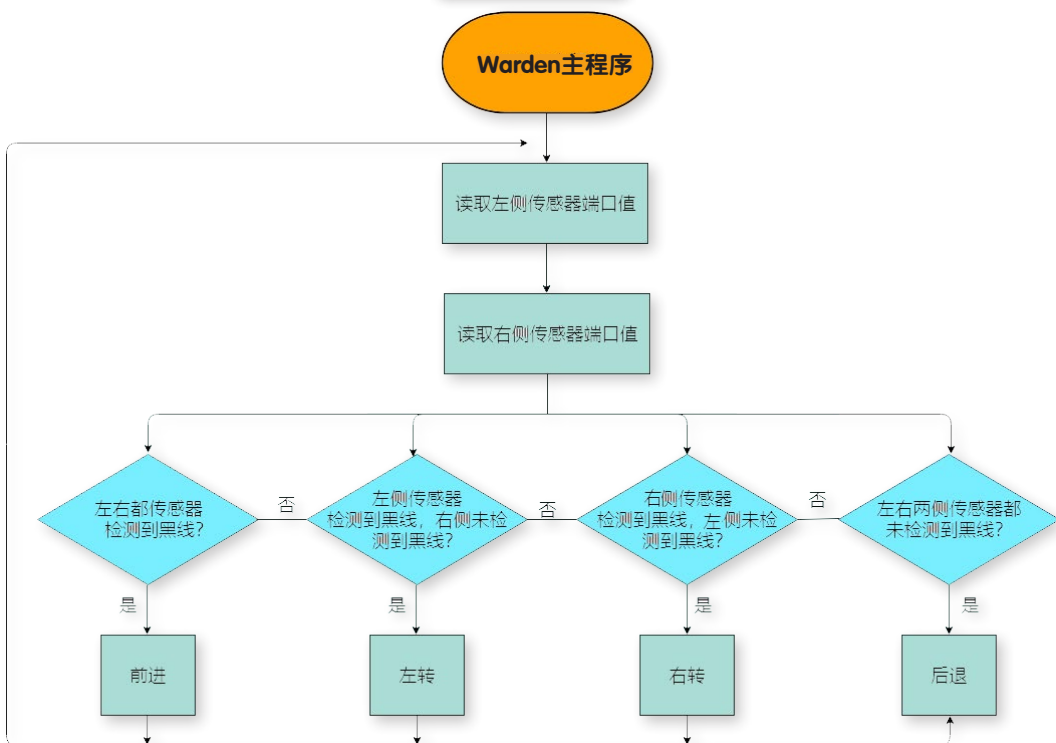 Warden主程序
读取左侧传感器端口值
读取右侧传感器端口值
左右都传感器
检测到黑线？
否
左侧传感器
检测到黑线，右侧未检
测到黑线？
否
右侧传感器
检测到黑线，左侧未检
测到黑线？
否
左右两侧传感器都
未检测到黑线？
是
是
是
是
前进
左转
右转
后退